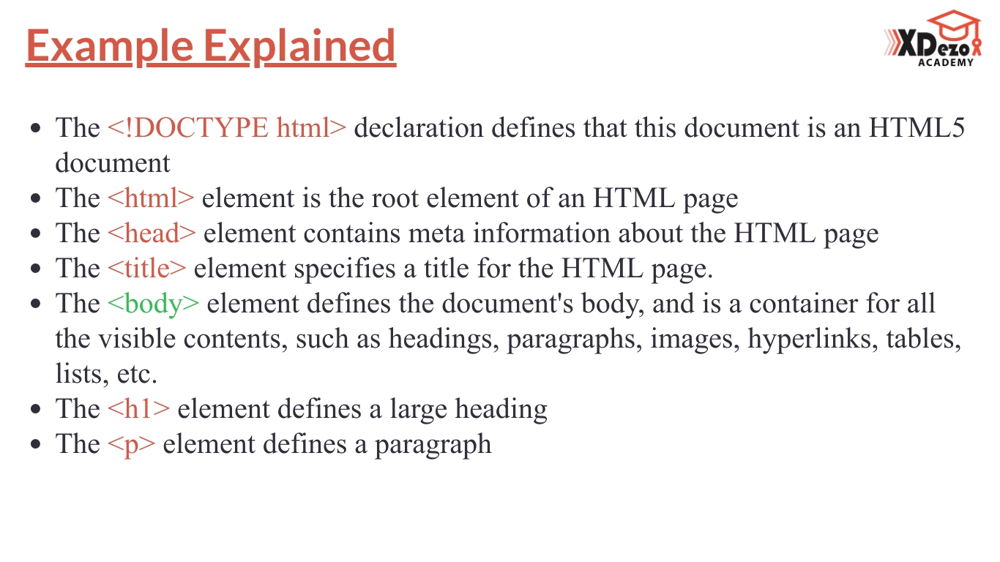 Example Explained
XDezo
ACADEMY
• The <!DOCTYPE html> declaration defines that this document is an HTML5
document
• The <html> element is the root element of an HTML page
• The <head> element contains meta information about the HTML page
• The <title> element specifies a title for the HTML page.
• The <body> element defines the document's body, and is a container for all
the visible contents, such as headings, paragraphs, images, hyperlinks, tables,
lists, etc.
• The <h1> element defines a large heading
• The <p> element defines a paragraph